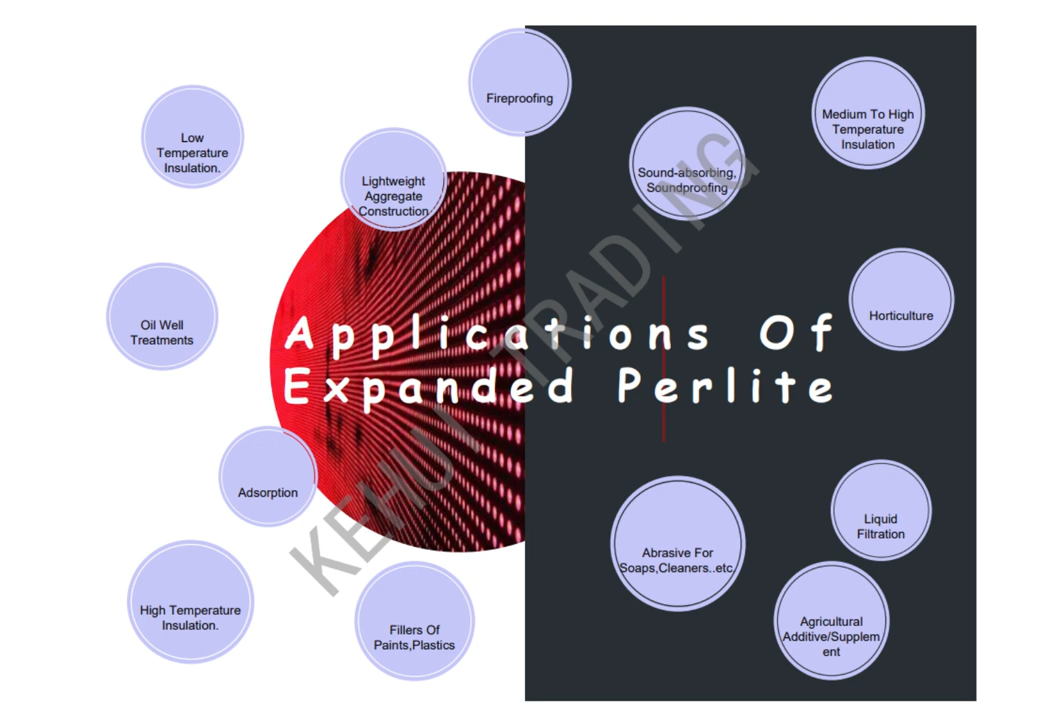 Fireproofing
Low
Temperature
Insulation.
Medium To High
Temperature
Insulation
Lightweight
Aggregate
Construction
Sound-absorbing,
Soundproofing
Oil Well
Treatments
Horticulture
Applications Of
Expanded Perlite
KEHUI TRADING
Adsorption
Liquid
Filtration
Abrasive For
Soaps,Cleaners..etc.
High Temperature
Insulation.
Fillers Of
Paints,Plastics
Agricultural
Additive/Supplem
ent